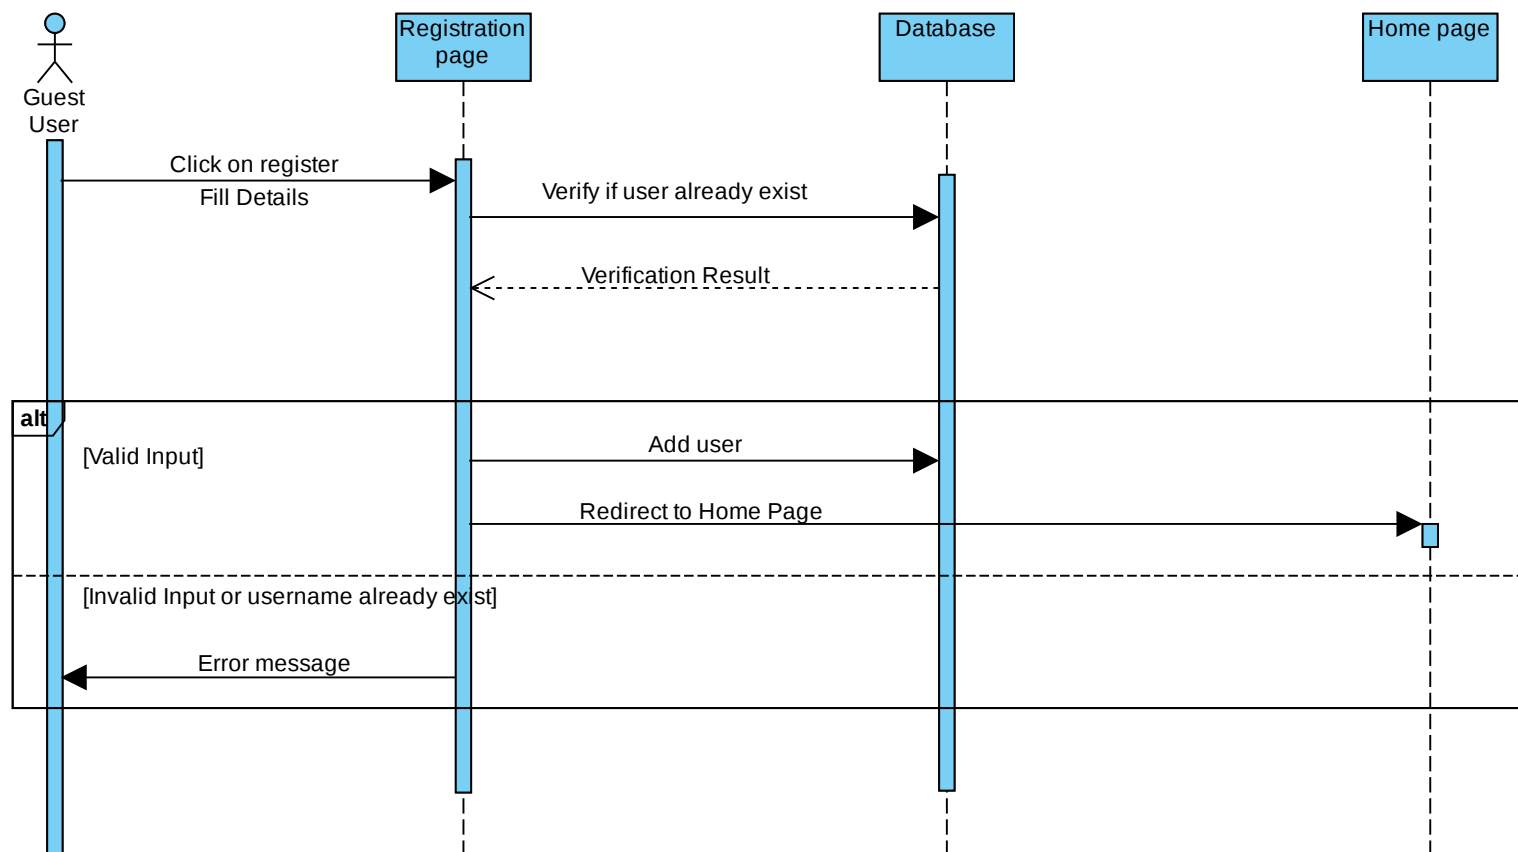 Registration
page
Database
Home page
Guest
User
Click on register
Fill Details
Verify if user already exist
Verification Result
alt
[Valid Input]
Add user
Redirect to Home Page
[Invalid Input or username already exist]
Error message